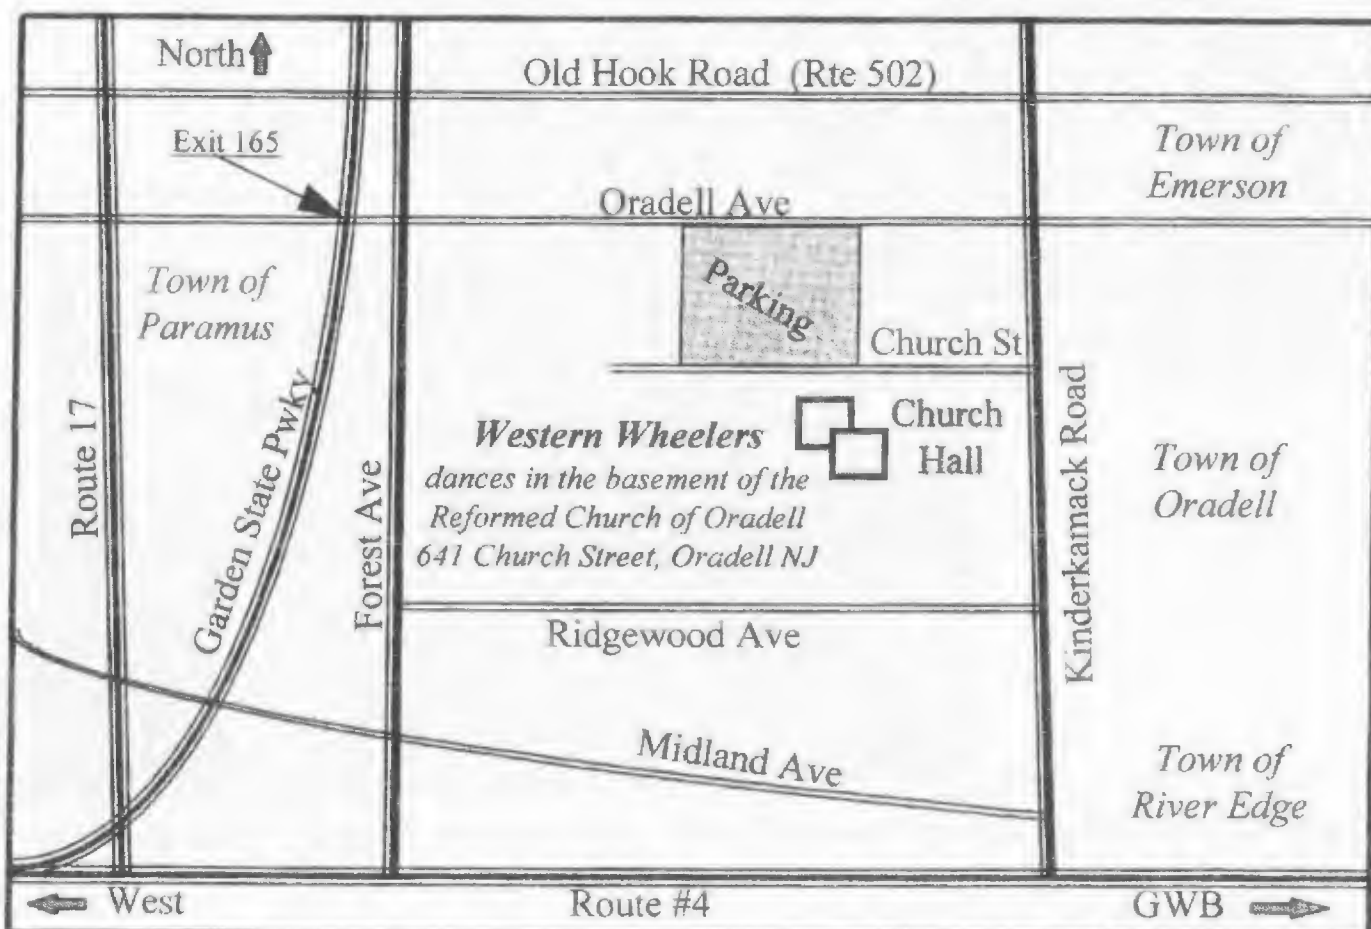 North
Old Hook Road (Rte 502)
Exit 165
Town of
Emerson
Oradell Ave
Town of
Paramus
Parking
Church St
Route 17
Garden State Pwky
Forest Ave
Western Wheelers
dances in the basement of the
Reformed Church of Oradell
641 Church Street, Oradell NJ
Church
Hall
Kinderkamack Road
Town of
Oradell
Ridgewood Ave
Midland Ave
Town of
River Edge
West
Route #4
GWB